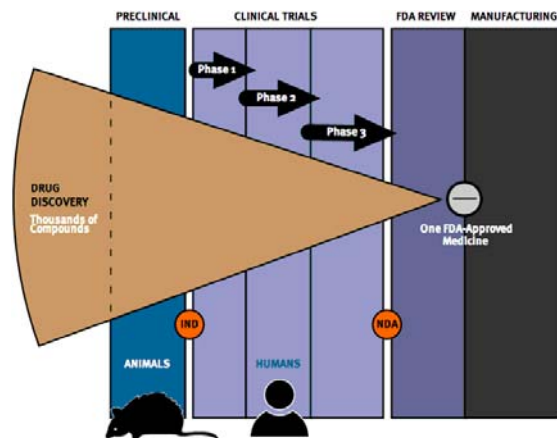 PRECLINICAL
CLINICAL TRIALS
FDA REVIEW
MANUFACTURING
Phase 1
Phase 2
Phase 3
DRUG
DISCOVERY
Thousands of
Compounds
One FDA-Approved
Medicine
IND
NDA
ANIMALS
HUMANS